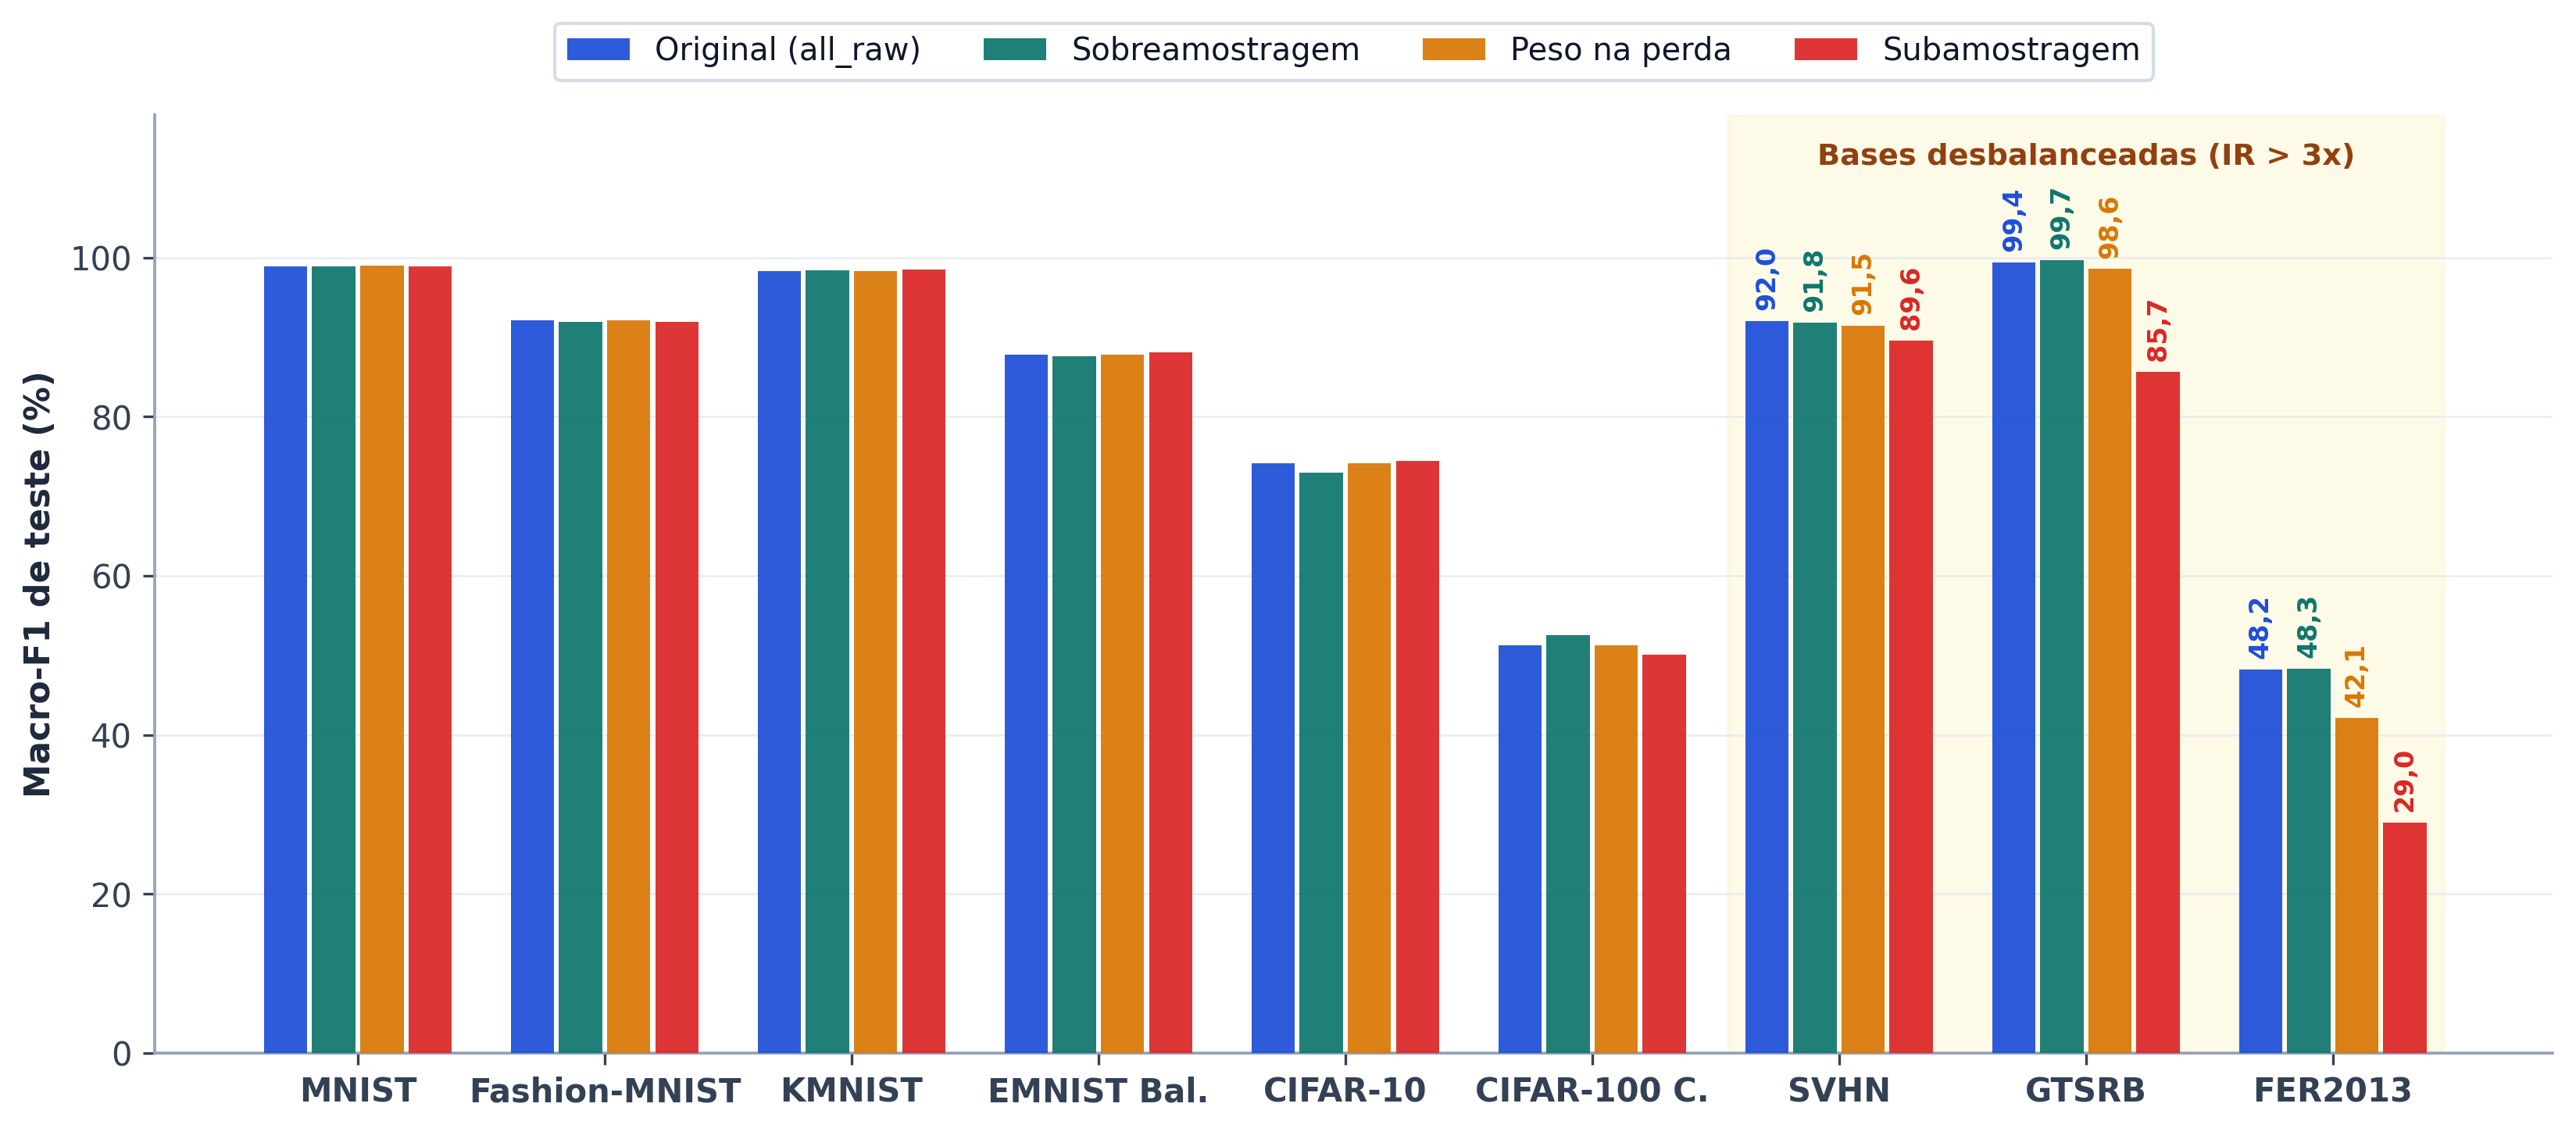 Original (all_raw)
Sobreamostragem
Peso na perda
Subamostragem
Bases desbalanceadas (IR > 3x)
Macro-F1 de teste (%)
100
80
60
40
20
0
92,0
91,8
91,5
89,6
99,4
99,7
98,6
85,7
48,2
48,3
42,1
29,0
MNIST
Fashion-MNIST
KMNIST
EMNIST Bal.
CIFAR-10
CIFAR-100 C.
SVHN
GTSRB
FER2013